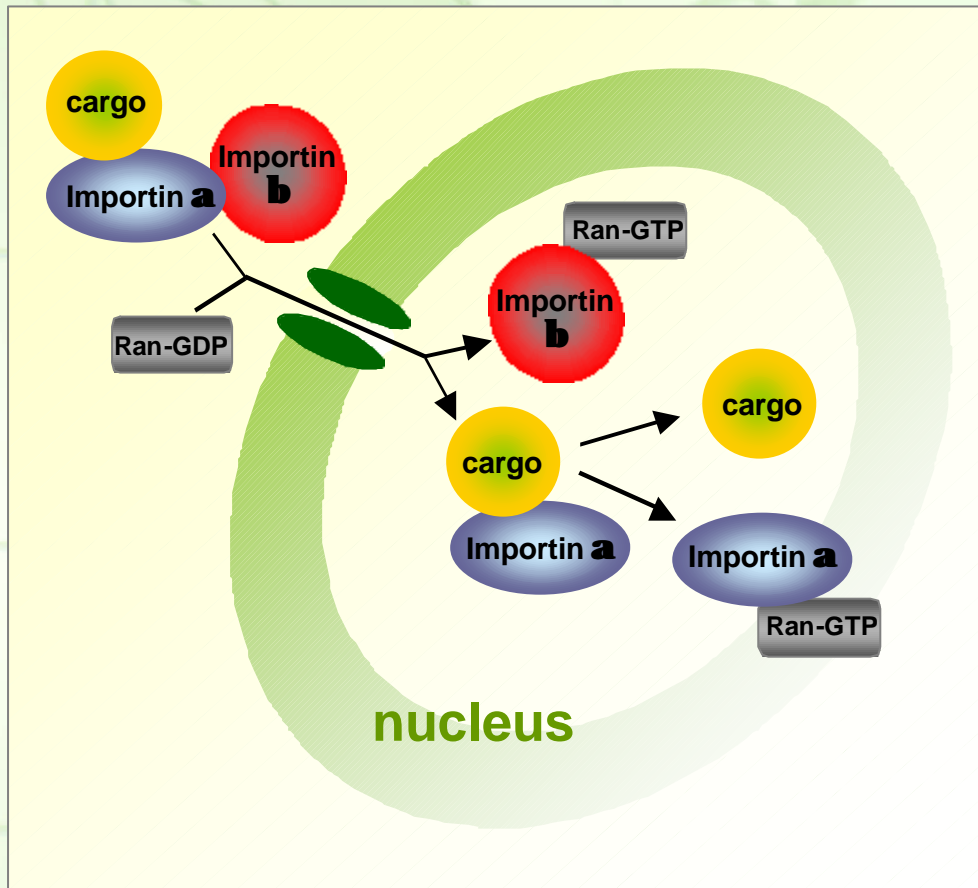 cargo
Importin a
Importin
b
Ran-GDP
Ran-GTP
Importin
b
cargo
Importin a
cargo
Importin a
Ran-GTP
nucleus